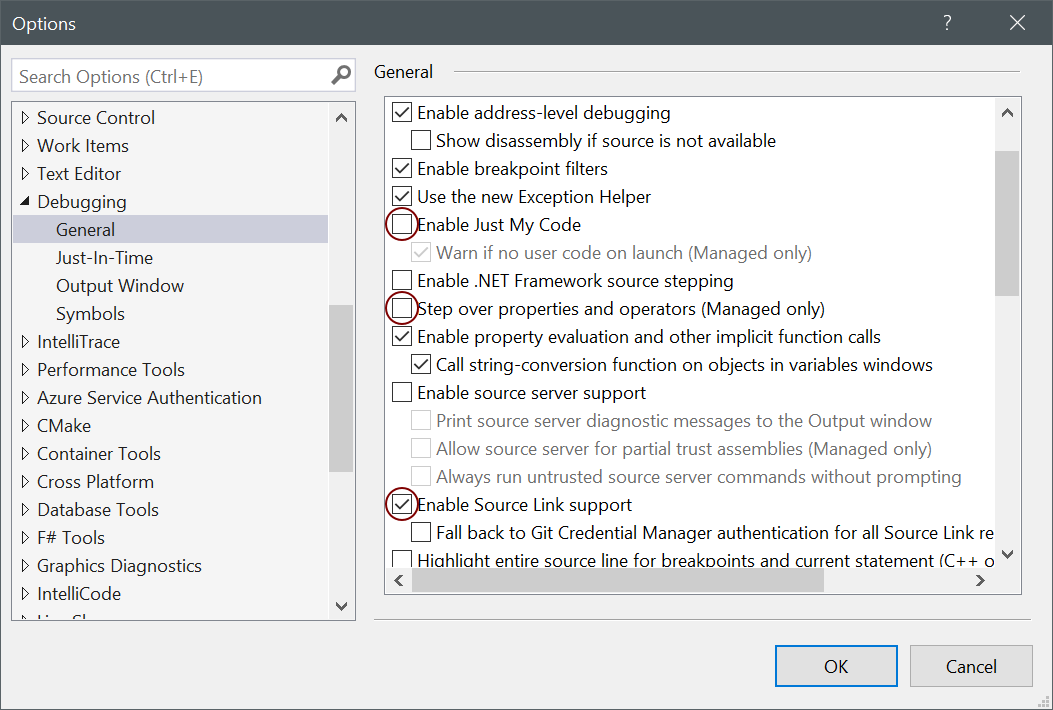 Options
?
Search Options (Ctrl+E)
Source Control
Work Items
Text Editor
Debugging
General
Just-In-Time
Output Window
Symbols
IntelliTrace
Performance Tools
Azure Service Authentication
CMake
Container Tools
Cross Platform
Database Tools
F# Tools
Graphics Diagnostics
IntelliCode
General
Enable address-level debugging
Show disassembly if source is not available
Enable breakpoint filters
Use the new Exception Helper
Enable Just My Code
Warn if no user code on launch (Managed only)
Enable .NET Framework source stepping
Step over properties and operators (Managed only)
Enable property evaluation and other implicit function calls
Call string-conversion function on objects in variables windows
Enable source server support
Print source server diagnostic messages to the Output window
Allow source server for partial trust assemblies (Managed only)
Always run untrusted source server commands without prompting
Enable Source Link support
Fall back to Git Credential Manager authentication for all Source Link re
Highlight entire source line for breakpoints and current statement (C++ o
OK
Cancel